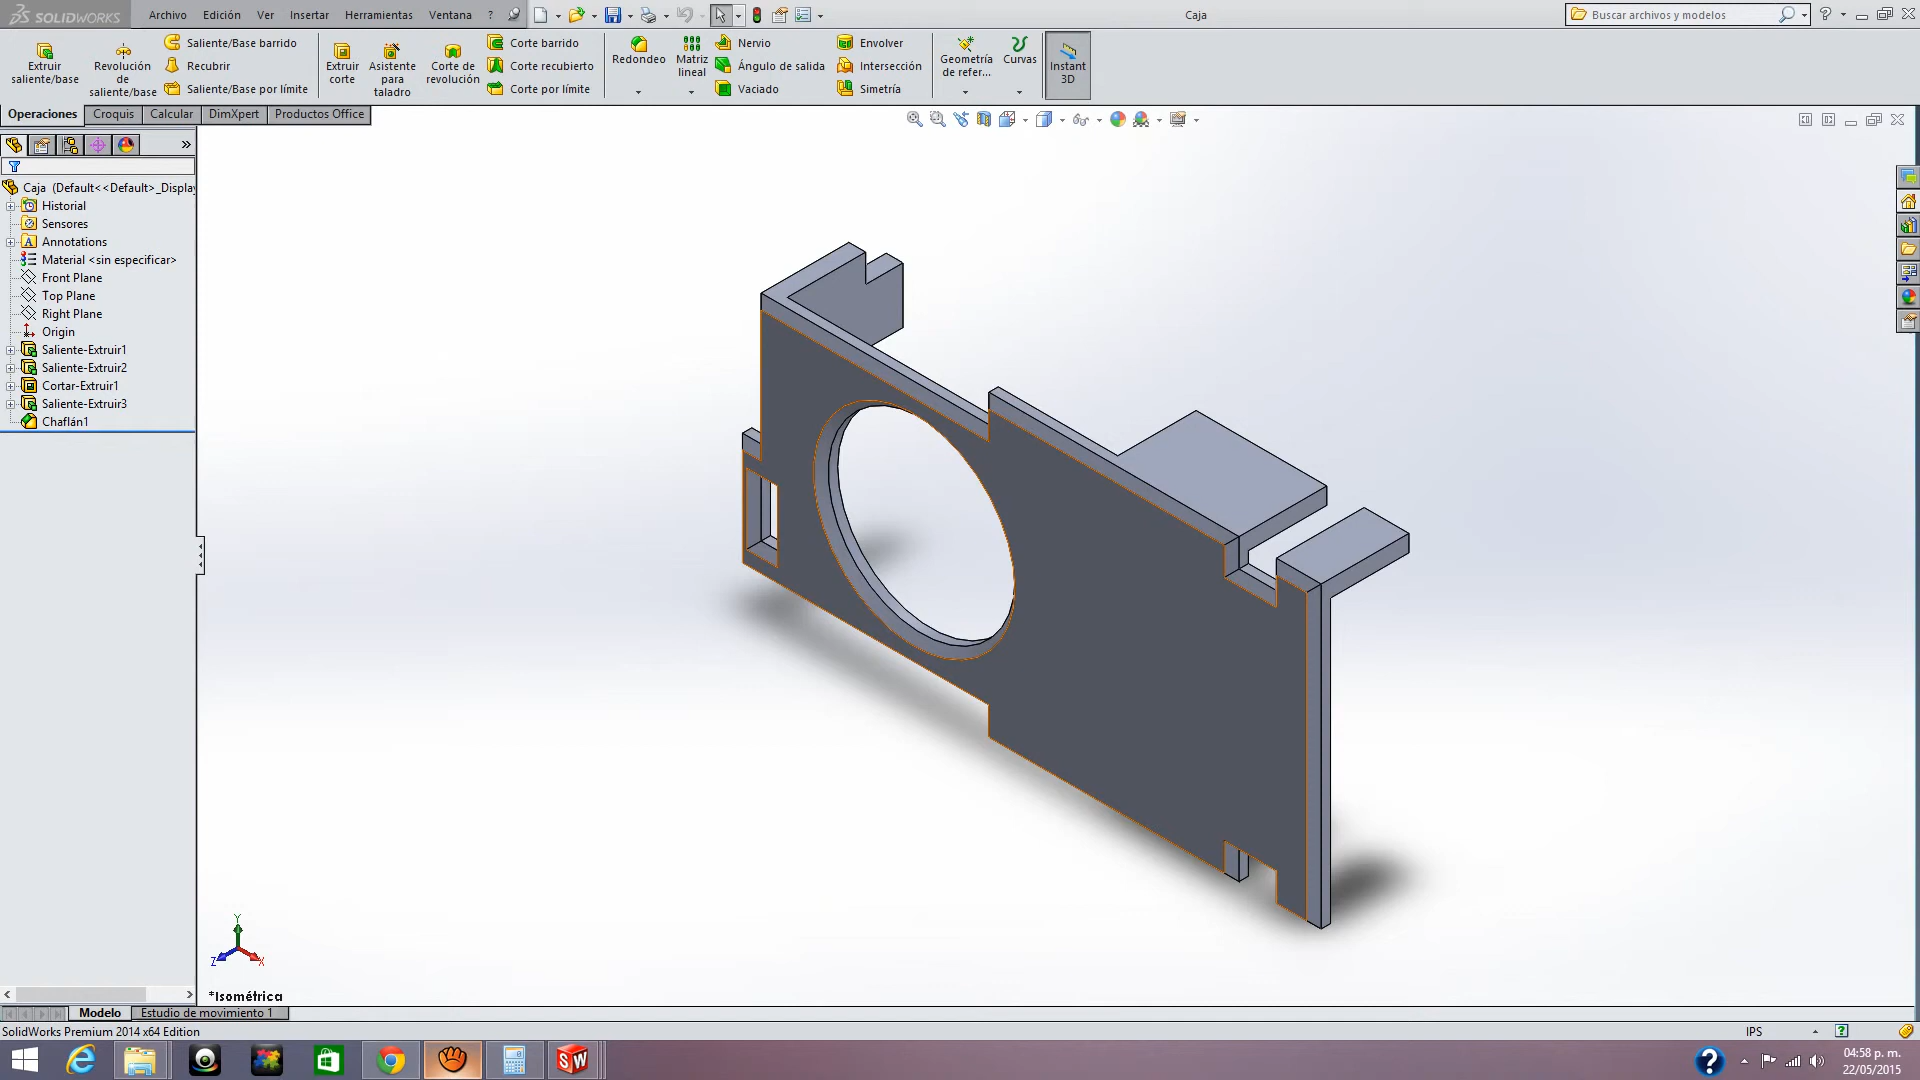 SOLIDWORKS
Archivo Edición Ver Insertar Herramientas Ventana ?
Caja
Buscar archivos y modelos
?
Extruir saliente/base
Revolución de saliente/base
Saliente/Base barrido
Recubrir
Saliente/Base por límite
Extruir corte
Asistente para taladro
Corte de revolución
Corte barrido
Corte recubierto
Corte por límite
Redondeo
Matriz lineal
Nervio
Ángulo de salida
Vaciado
Envolver
Intersección
Simetría
Geometría de refer...
Curvas
Instant 3D
Operaciones Croquis Calcular DimXpert Productos Office
Caja (Default<<Default>_Display
Historial
Sensores
Annotations
Material <sin especificar>
Front Plane
Top Plane
Right Plane
Origin
Saliente-Extruir1
Saliente-Extruir2
Cortar-Extruir1
Saliente-Extruir3
Chaflán1
Y
Z
X
*Isométrica
Modelo Estudio de movimiento 1
SolidWorks Premium 2014 x64 Edition
IPS
?
SW
?
04:58 p. m.
22/05/2015